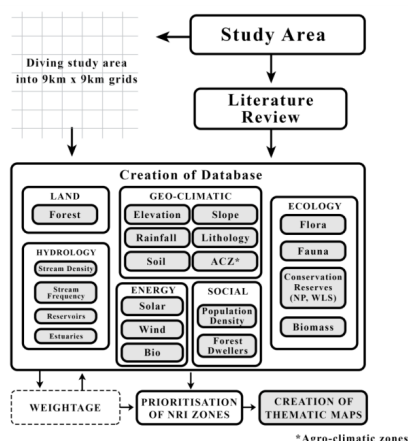 Study Area
Diving study area
into 9km x 9km grids
Literature
Review
Creation of Database
LAND
Forest
HYDROLOGY
Stream Density
Stream
Frequency
Reservoirs
Estuaries
GEO-CLIMATIC
Elevation
Slope
Rainfall
Lithology
Soil
ACZ*
ENERGY
Solar
Wind
Bio
SOCIAL
Population
Density
Forest
Dwellers
ECOLOGY
Flora
Fauna
Conservation
Reserves
(NP, WLS)
Biomass
WEIGHTAGE
PRIORITISATION
OF NRI ZONES
CREATION OF
THEMATIC MAPS
*Agro-climatic zones